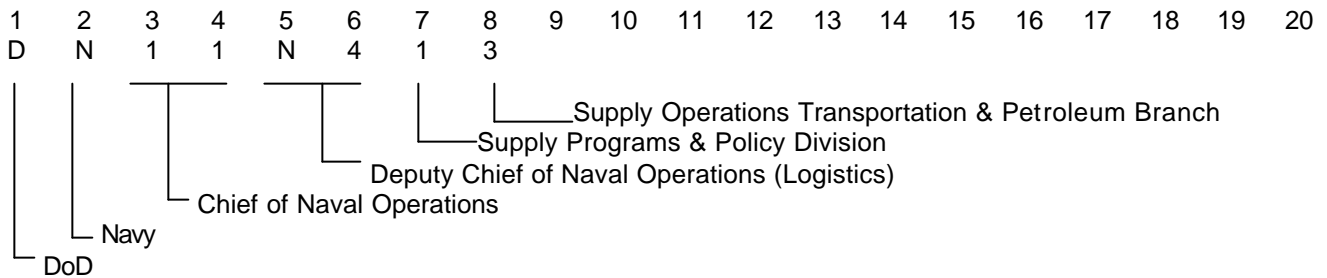 1 2 3 4 5 6 7 8 9 10 11 12 13 14 15 16 17 18 19 20
D N 1 1 N 4 1 3
Supply Operations Transportation & Petroleum Branch
Supply Programs & Policy Division
Deputy Chief of Naval Operations (Logistics)
Chief of Naval Operations
Navy
DoD